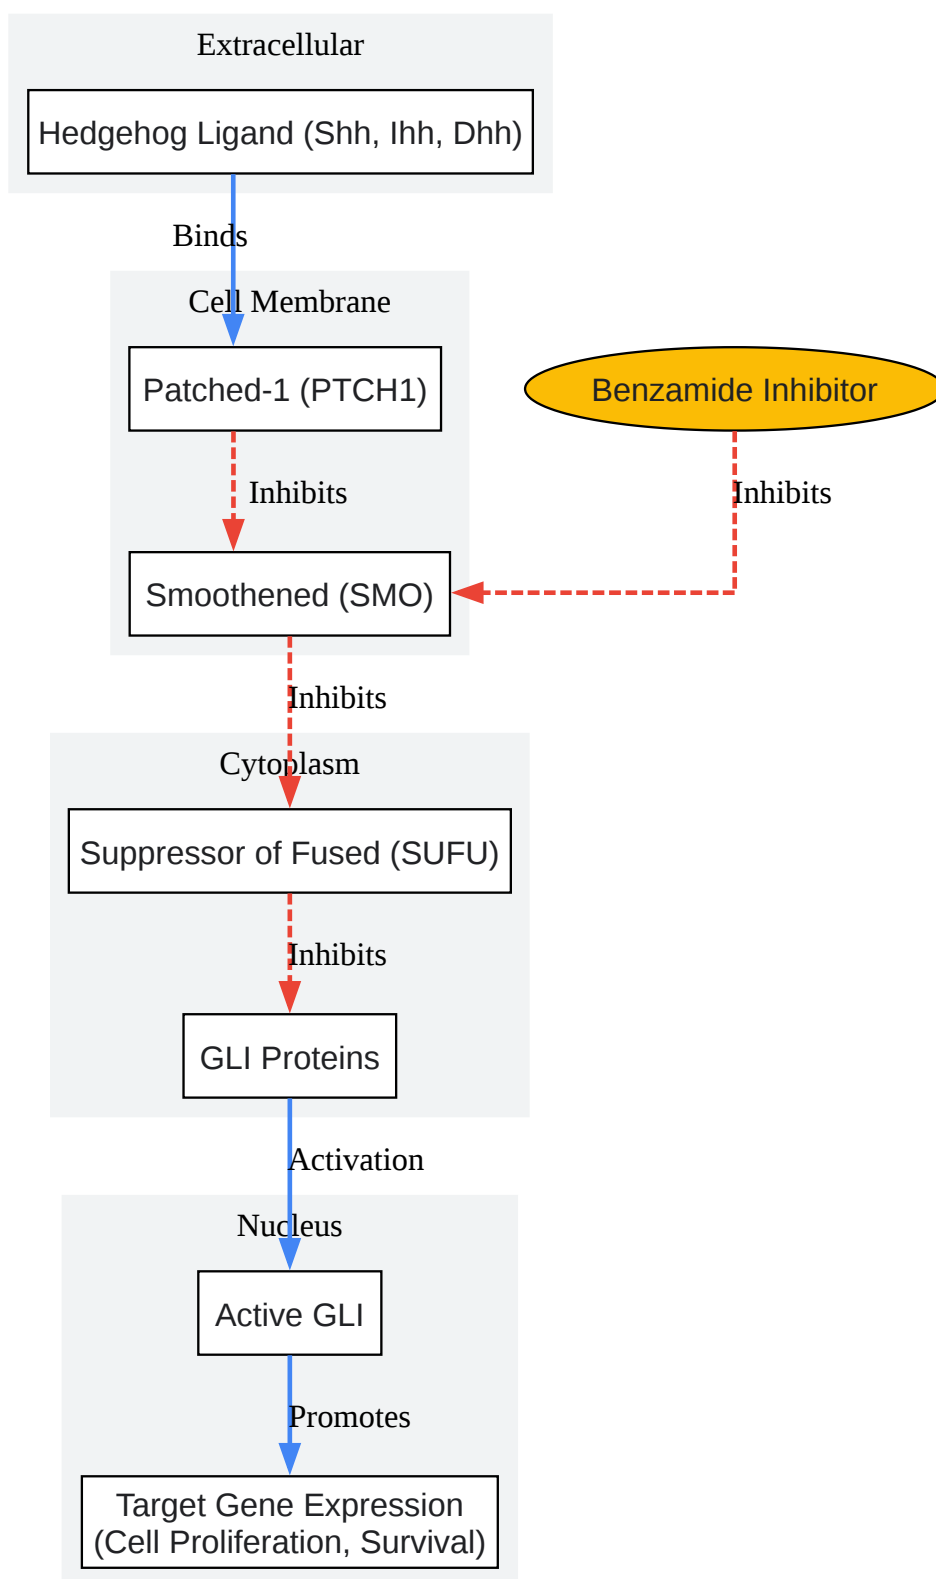 Extracellular
Hedgehog Ligand (Shh, Ihh, Dhh)
Binds
Cell Membrane
Patched-1 (PTCH1)
Benzamide Inhibitor
Inhibits
Inhibits
Smoothened (SMO)
Inhibits
Cytoplasm
Suppressor of Fused (SUFU)
Inhibits
GLI Proteins
Activation
Nucleus
Active GLI
Promotes
Target Gene Expression
(Cell Proliferation, Survival)